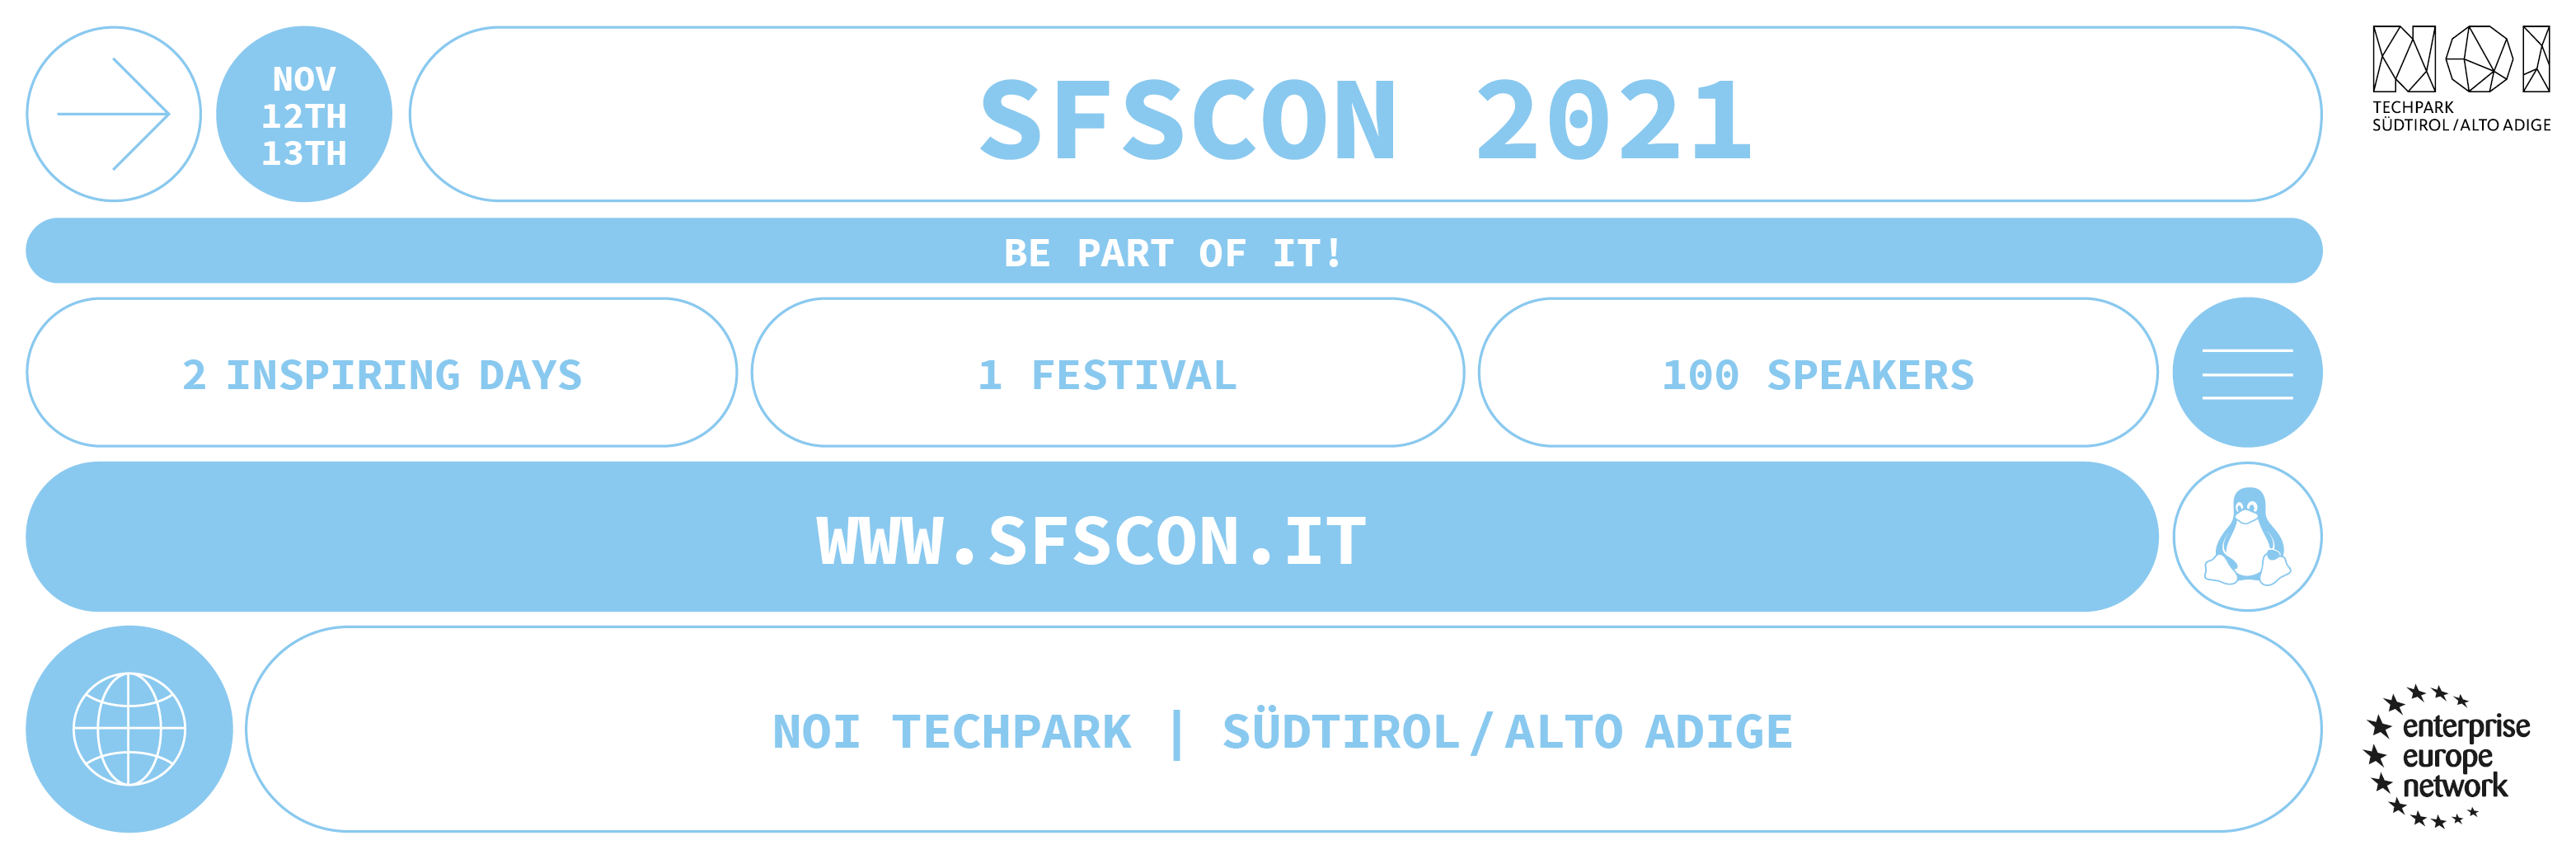 NOV
12TH
13TH
SFSCON 2021
NOI
TECHPARK
SÜDTIROL / ALTO ADIGE
BE PART OF IT!
2 INSPIRING DAYS
1 FESTIVAL
100 SPEAKERS
WWW.SFSCON.IT
NOI TECHPARK | SÜDTIROL / ALTO ADIGE
enterprise
europe
network